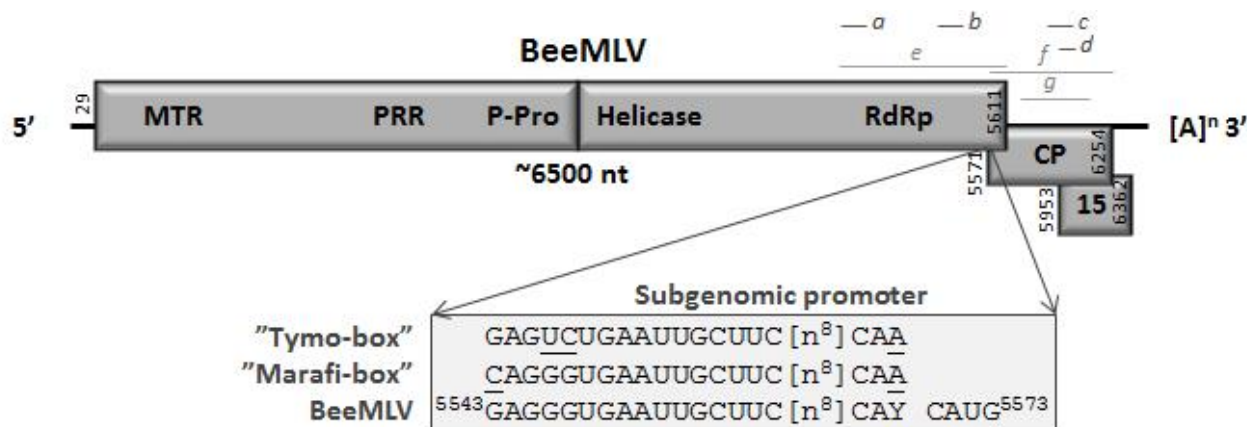 a b c
BeeMLV e f d
g
29 MTR PRR P-Pro Helicase RdRp 5611
5’ [A]ⁿ 3’
~6500 nt 5571 CP 6254
5953 15 6362
Subgenomic promoter
”Tymo-box” GAGUCUGAAUUGCUUC[n⁸]CAA
”Marafi-box” CAGGGUGAAUUGCUUC[n⁸]CAA
BeeMLV ⁵⁵⁴³GAGGGUGAAUUGCUUC[n⁸]CAY CAUG⁵⁵⁷³